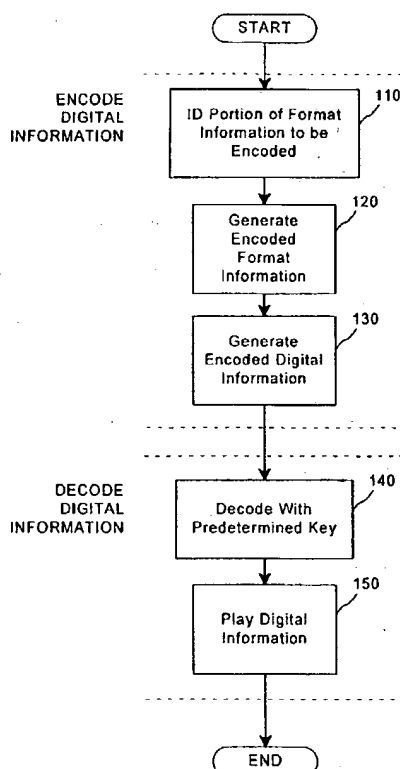 START
ENCODE
DIGITAL
INFORMATION
110
ID Portion of Format
Information to be
Encoded
120
Generate
Encoded
Format
Information
130
Generate
Encoded Digital
Information
DECODE
DIGITAL
INFORMATION
140
Decode With
Predetermined Key
150
Play Digital
Information
END